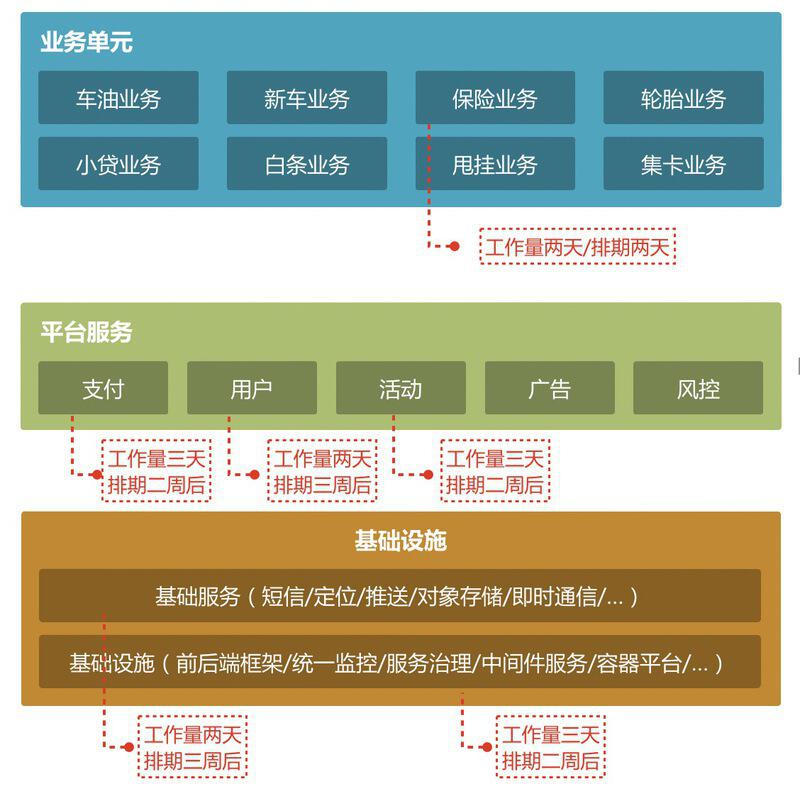 业务单元
车油业务 新车业务 保险业务 轮胎业务
小贷业务 白条业务 甩挂业务 集卡业务
工作量两天/排期两天
平台服务
支付 用户 活动 广告 风控
工作量三天 工作量两天 工作量三天
排期二周后 排期三周后 排期二周后
基础设施
基础服务（短信/定位/推送/对象存储/即时通信/...）
基础设施（前后端框架/统一监控/服务治理/中间件服务/容器平台/...）
工作量两天 工作量三天
排期三周后 排期二周后